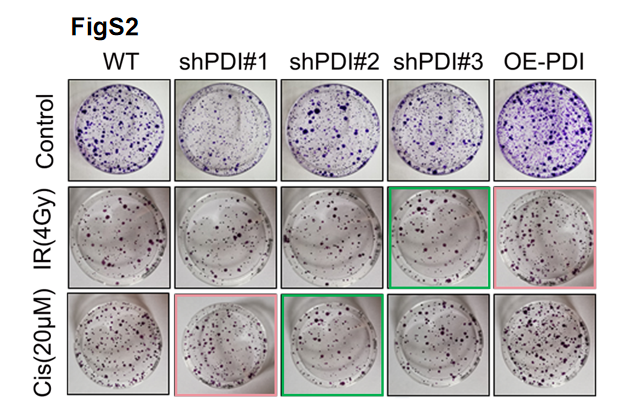 FigS2
WT shPDI#1 shPDI#2 shPDI#3 OE-PDI
Control
IR(4Gy)
Cis(20μM)